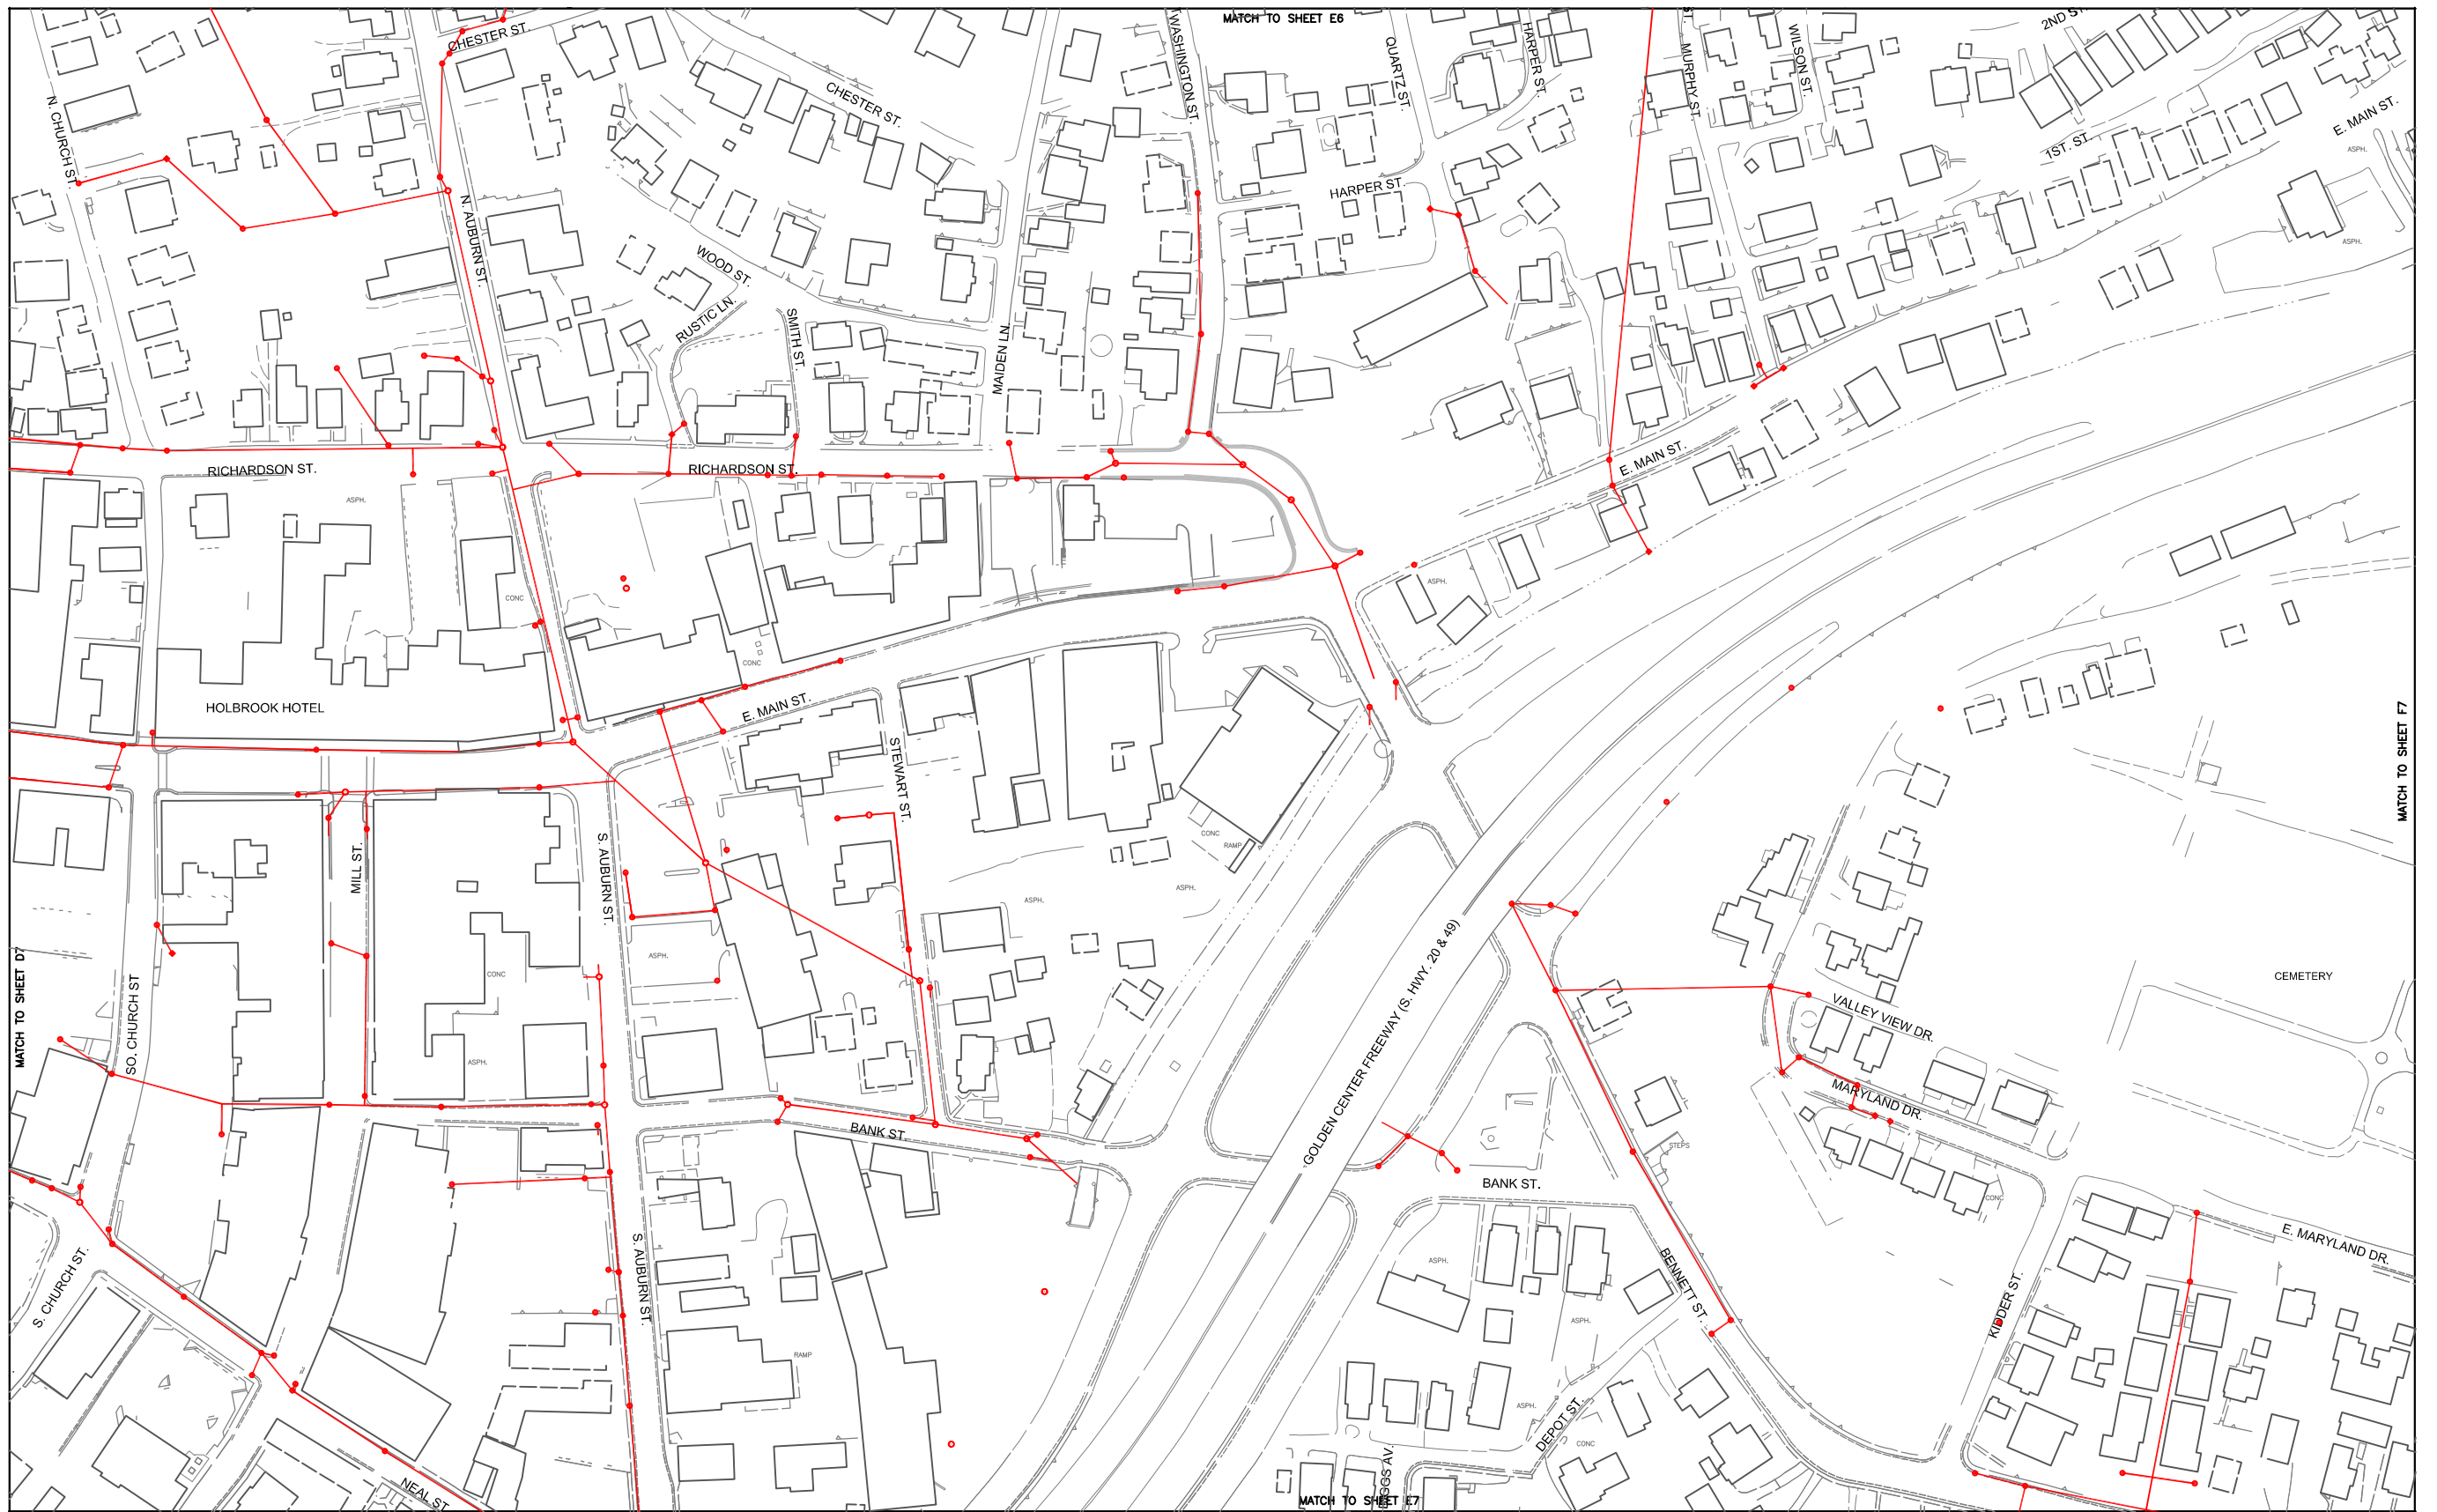 MATCH TO SHEET E6
CHESTER ST.
WASHINGTON ST.
QUARTZ ST.
HARPER ST.
MURPHY ST.
ST.
WILSON ST.
2ND ST.
N. CHURCH ST.
CHESTER ST.
E. MAIN ST.
1ST. ST.
ASPH.
HARPER ST.
N. AUBURN ST.
WOOD ST.
ASPH.
RUSTIC LN.
SMITH ST.
MAIDEN LN.
RICHARDSON ST.
RICHARDSON ST.
E. MAIN ST.
ASPH.
CONC
ASPH.
CONC
HOLBROOK HOTEL
E. MAIN ST.
STEWART ST.
MATCH TO SHEET F7
CONC
RAMP
MILL ST.
S. AUBURN ST.
ASPH.
ASPH.
MATCH TO SHEET D7
SO. CHURCH ST
CONC
ASPH.
GOLDEN CENTER FREEWAY (S. HWY. 20 & 49)
CEMETERY
VALLEY VIEW DR.
ASPH.
MARYLAND DR.
BANK ST.
STEPS
BANK ST.
CONC
E. MARYLAND DR.
S. CHURCH ST.
S. AUBURN ST.
ASPH.
BENNETT ST.
KIDDER ST.
ASPH.
RAMP
ASPH.
DEPOT ST.
CONC
NEAL ST.
MATCH TO SHEET E7